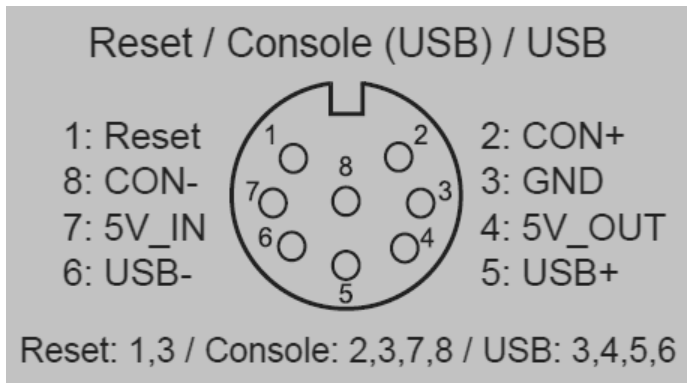 Reset / Console (USB) / USB
1: Reset
8: CON-
7: 5V_IN
6: USB-
1
2
8
7
3
6
4
5
2: CON+
3: GND
4: 5V_OUT
5: USB+
Reset: 1,3 / Console: 2,3,7,8 / USB: 3,4,5,6